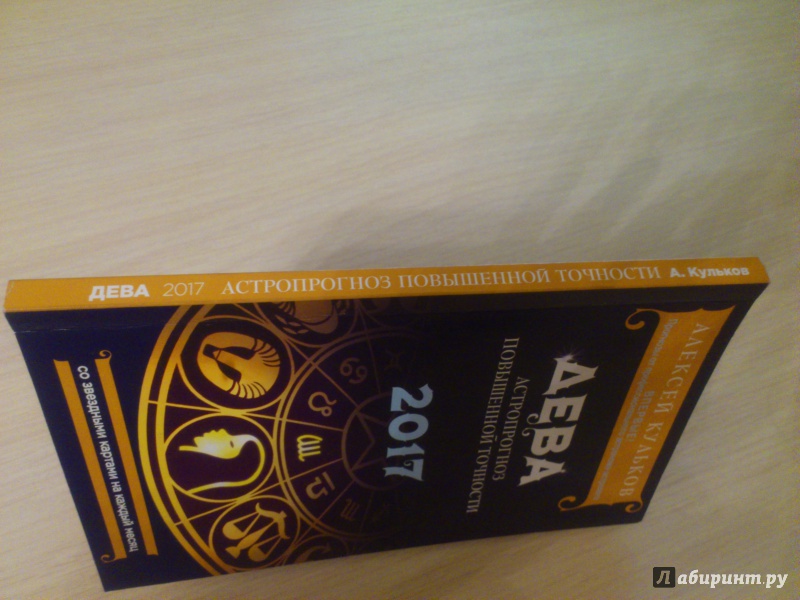 ДЕВА 2017 АСТРОПРОГНОЗ ПОВЫШЕННОЙ ТОЧНОСТИ А. Кульков
АЛЕКСЕЙ КУЛЬКОВ
ВПЕРВЫЕ!
ДЕВА
АСТРОПРОГНОЗ
ПОВЫШЕННОЙ ТОЧНОСТИ
2017
СО ЗВЕЗДНЫМИ КАРТАМИ НА КАЖДЫЙ МЕСЯЦ
Лабиринт.ру